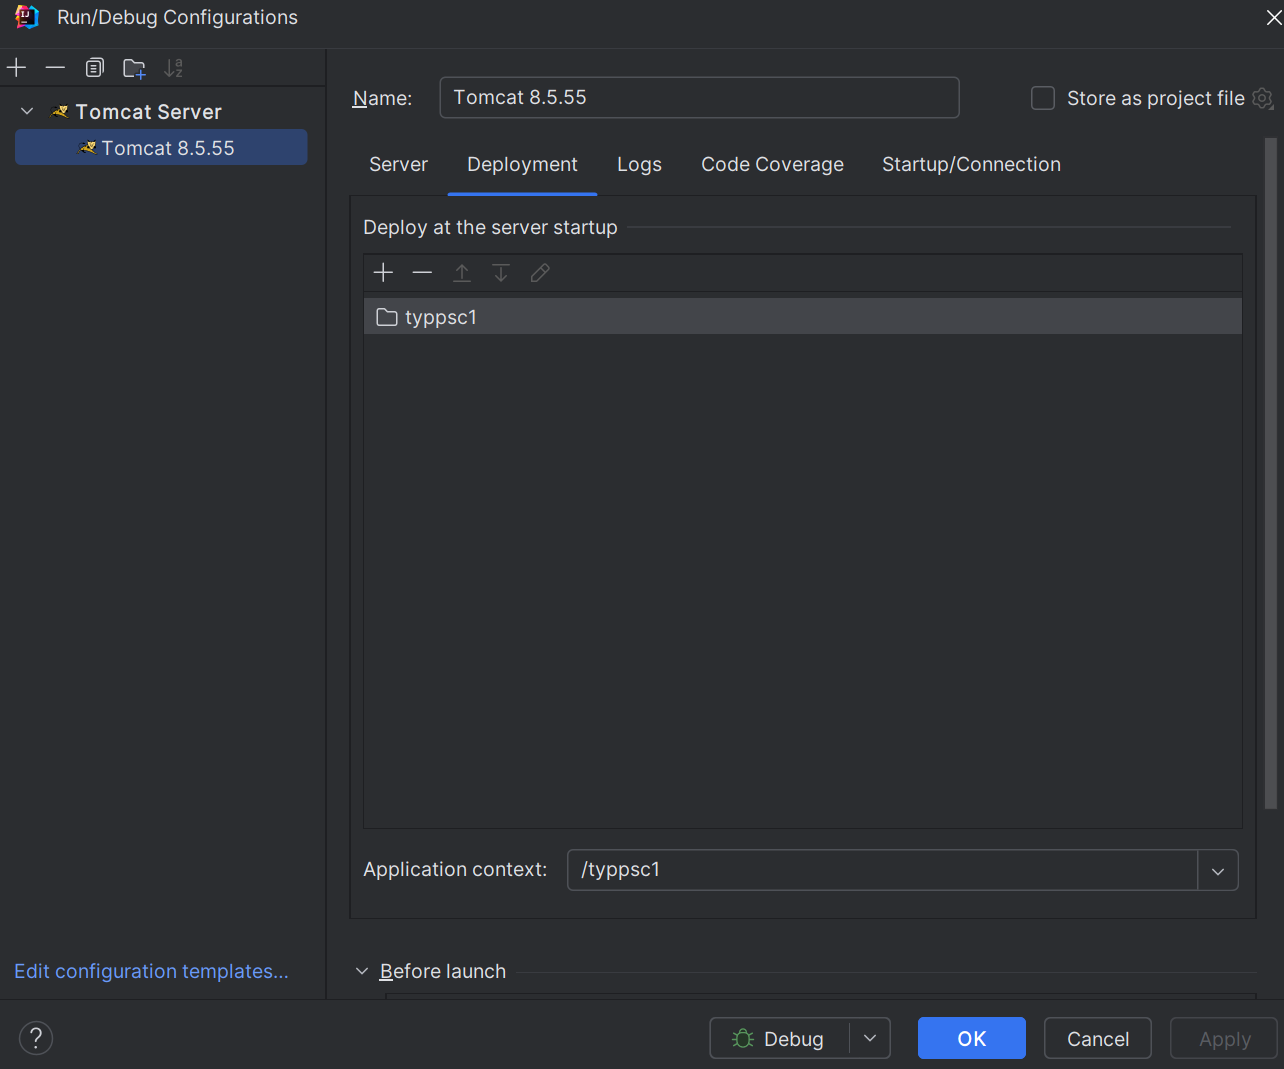 Run/Debug Configurations
Name: Tomcat 8.5.55 Store as project file
Tomcat Server
Tomcat 8.5.55
Server Deployment Logs Code Coverage Startup/Connection
Deploy at the server startup
typpsc1
Application context: /typpsc1
Edit configuration templates...
Before launch
? Debug OK Cancel Apply